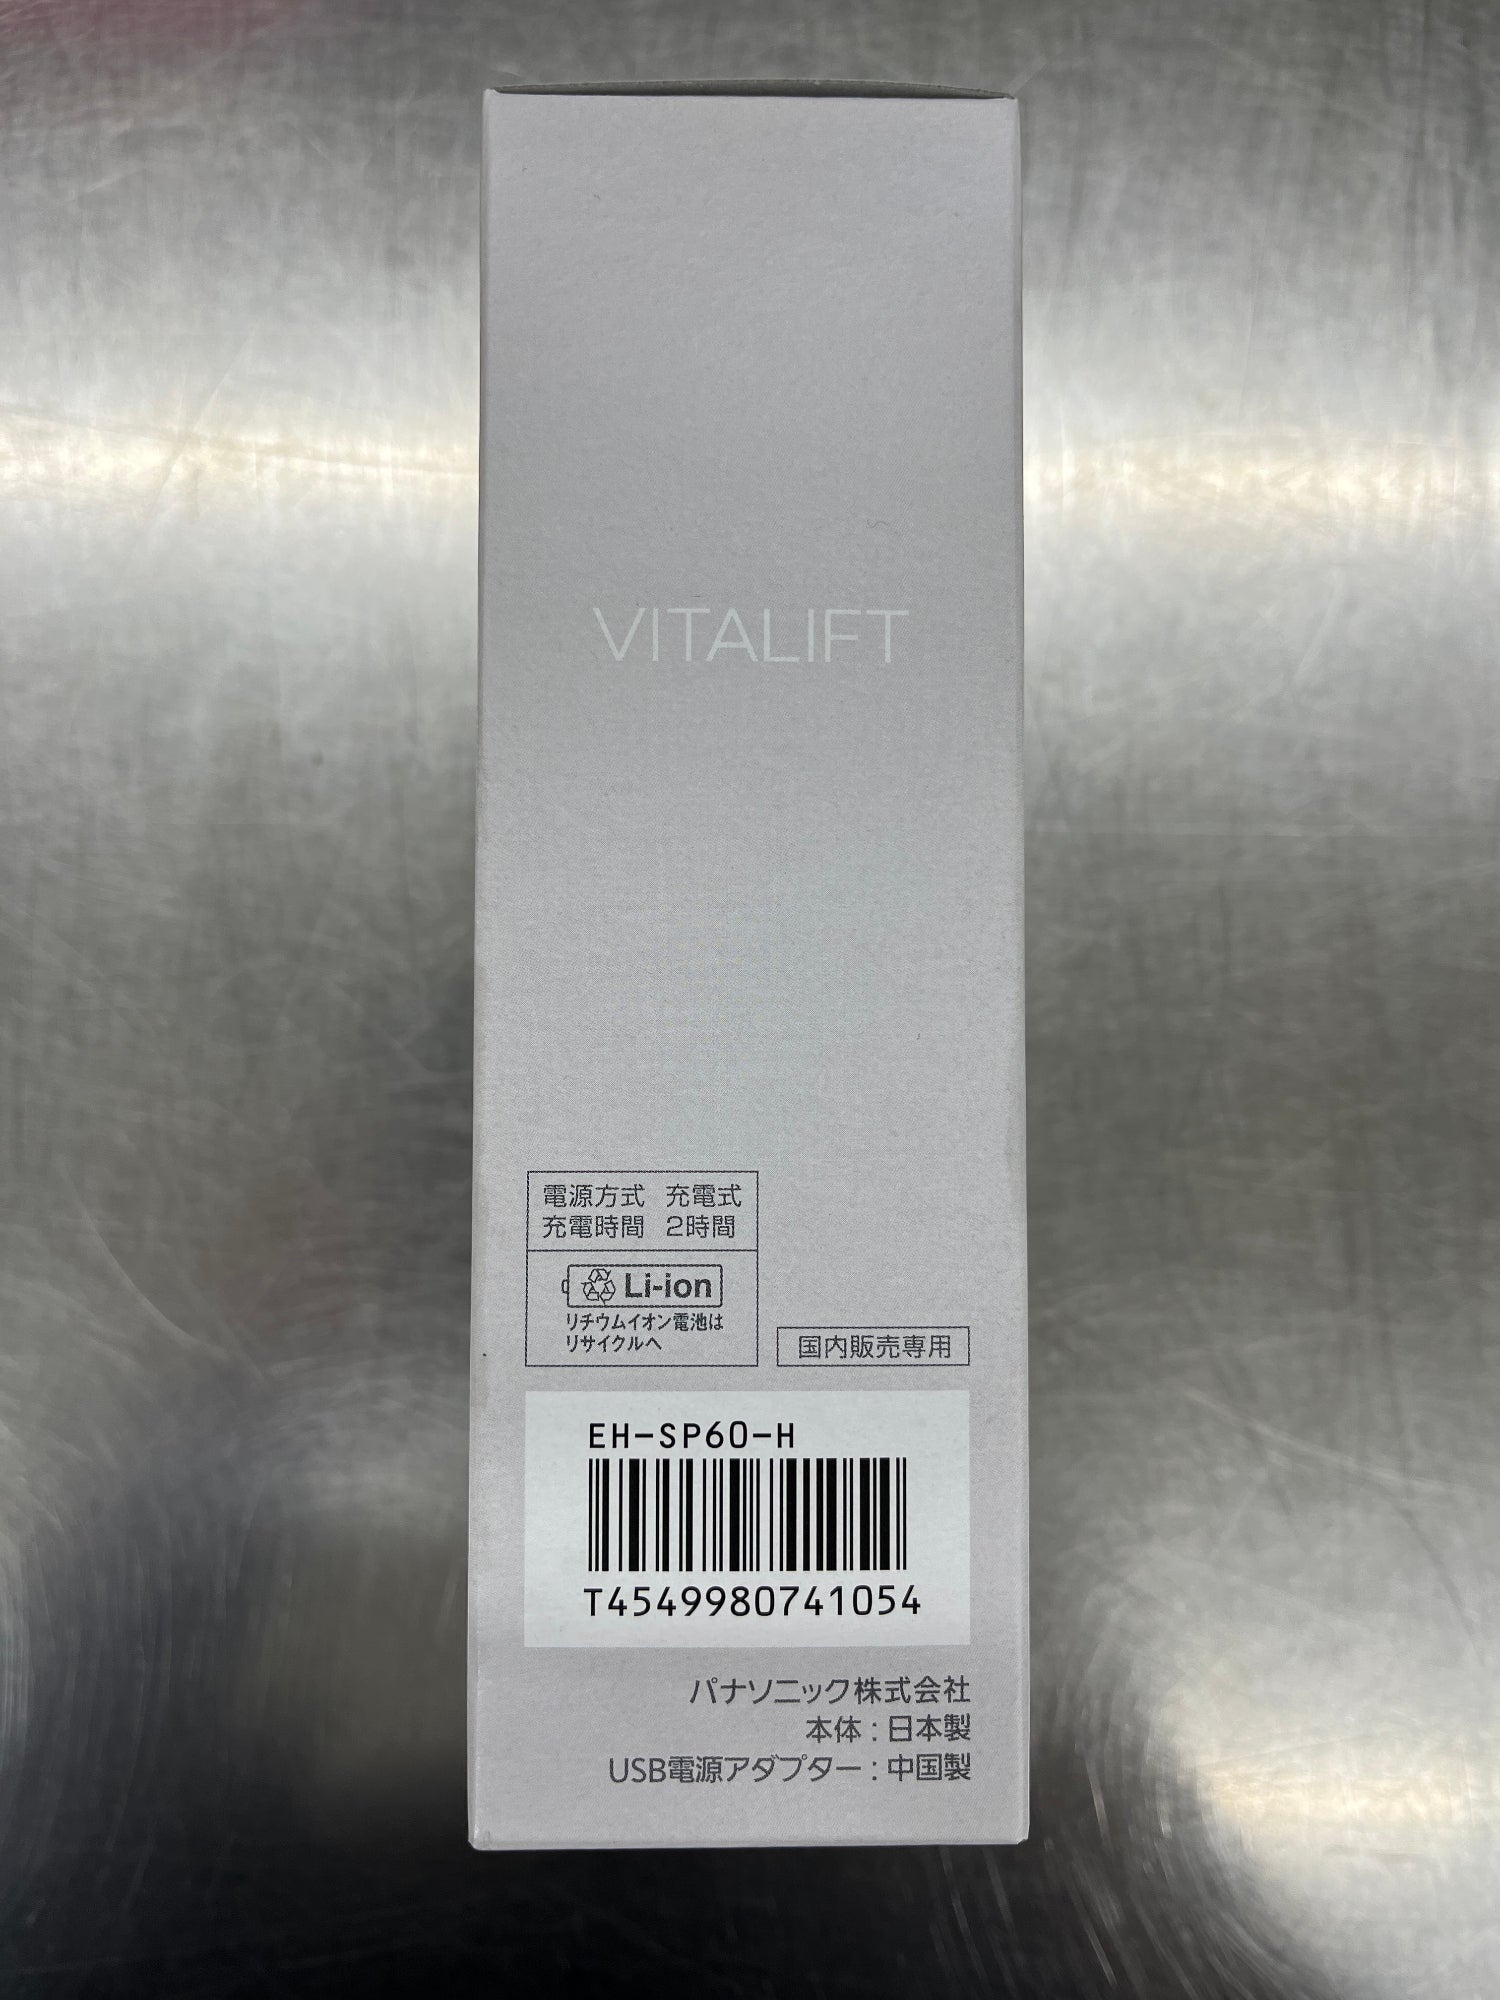 VITALIFT
電源方式 充電式
充電時間 2時間
Li-ion
リチウムイオン電池は
リサイクルへ
国内販売専用
EH-SP60-H
T4549980741054
パナソニック株式会社
本体：日本製
USB電源アダプター：中国製